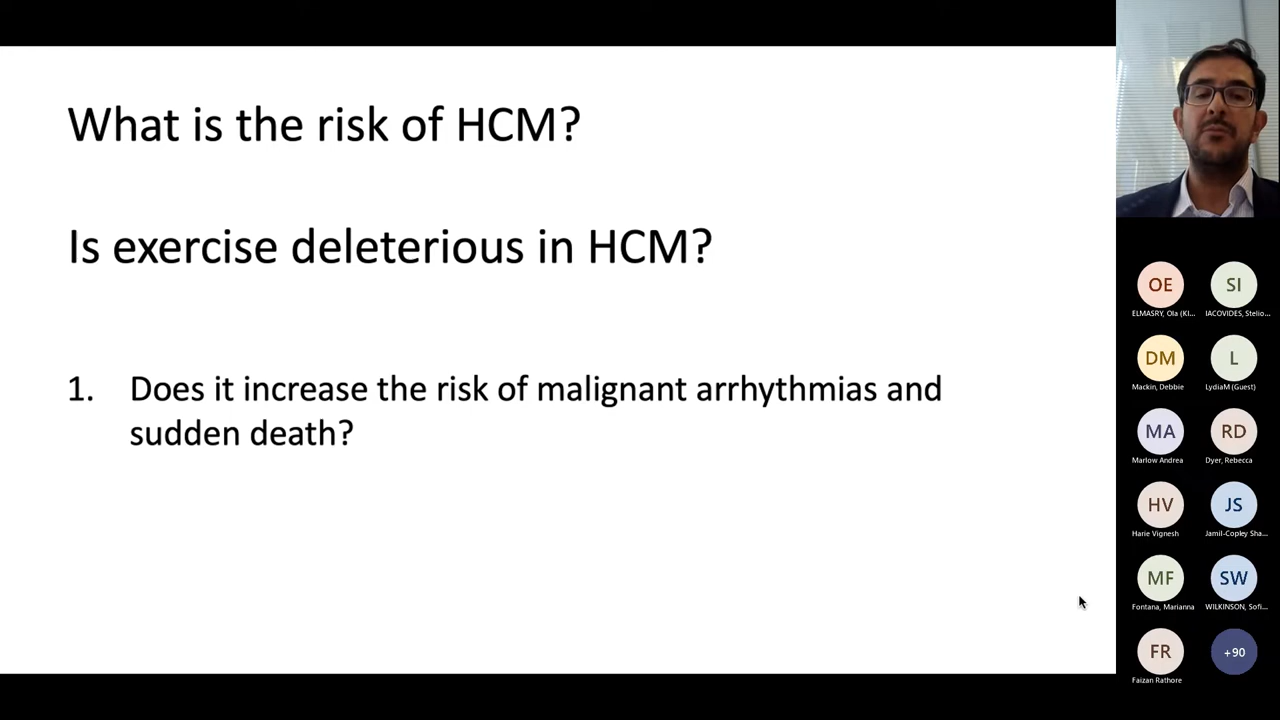 What is the risk of HCM?
Is exercise deleterious in HCM?
1. Does it increase the risk of malignant arrhythmias and
sudden death?
OE
ELMASRY, Ola (KI...
SI
IACOVIDES, Stelio...
DM
Mackin, Debbie
L
LydiaM (Guest)
MA
Marlow Andrea
RD
Dyer, Rebecca
HV
Harie Vignesh
JS
Jamil-Copley Sha...
MF
Fontana, Marianna
SW
WILKINSON, Sofi...
FR
Faizan Rathore
+90